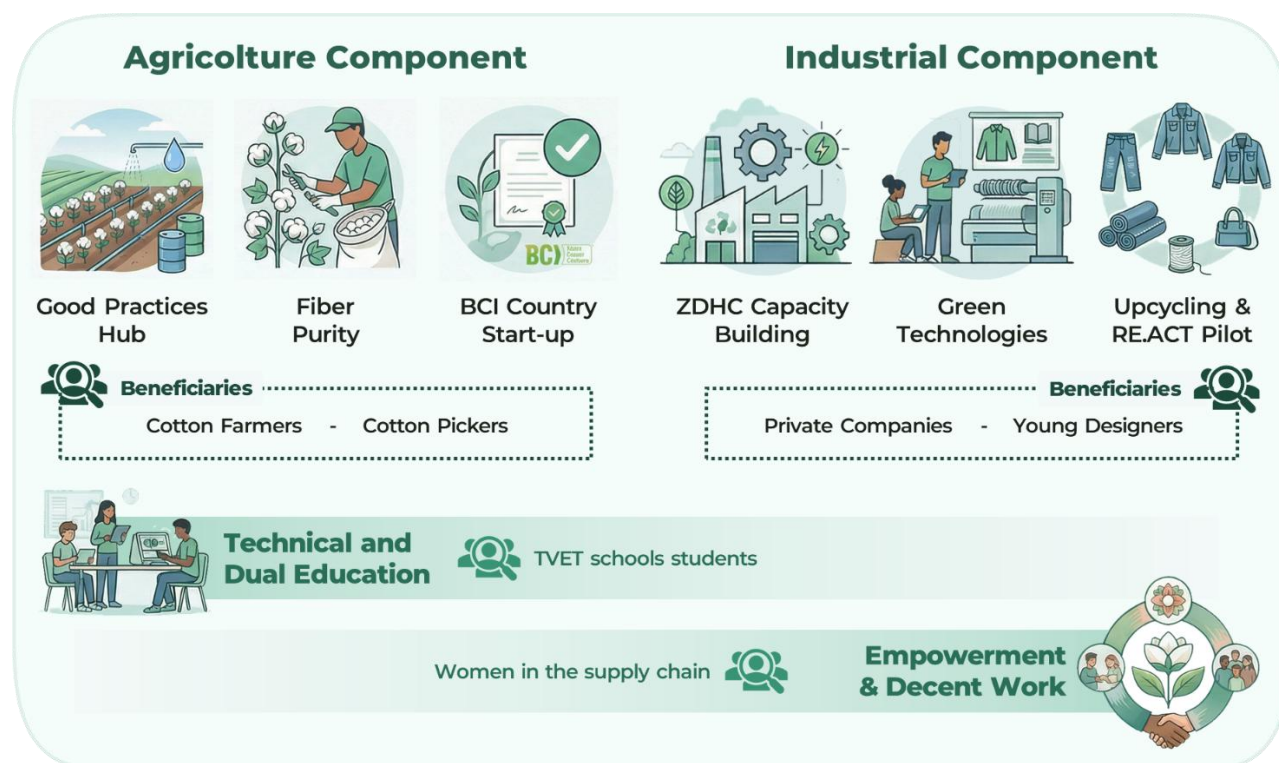 Agricolture Component
Industrial Component
BCI
Good Practices
Hub
Fiber
Purity
BCI Country
Start-up
ZDHC Capacity
Building
Green
Technologies
Upcycling &
RE.ACT Pilot
Beneficiaries
Cotton Farmers - Cotton Pickers
Beneficiaries
Private Companies - Young Designers
Technical and
Dual Education
TVET schools students
Women in the supply chain
Empowerment
& Decent Work